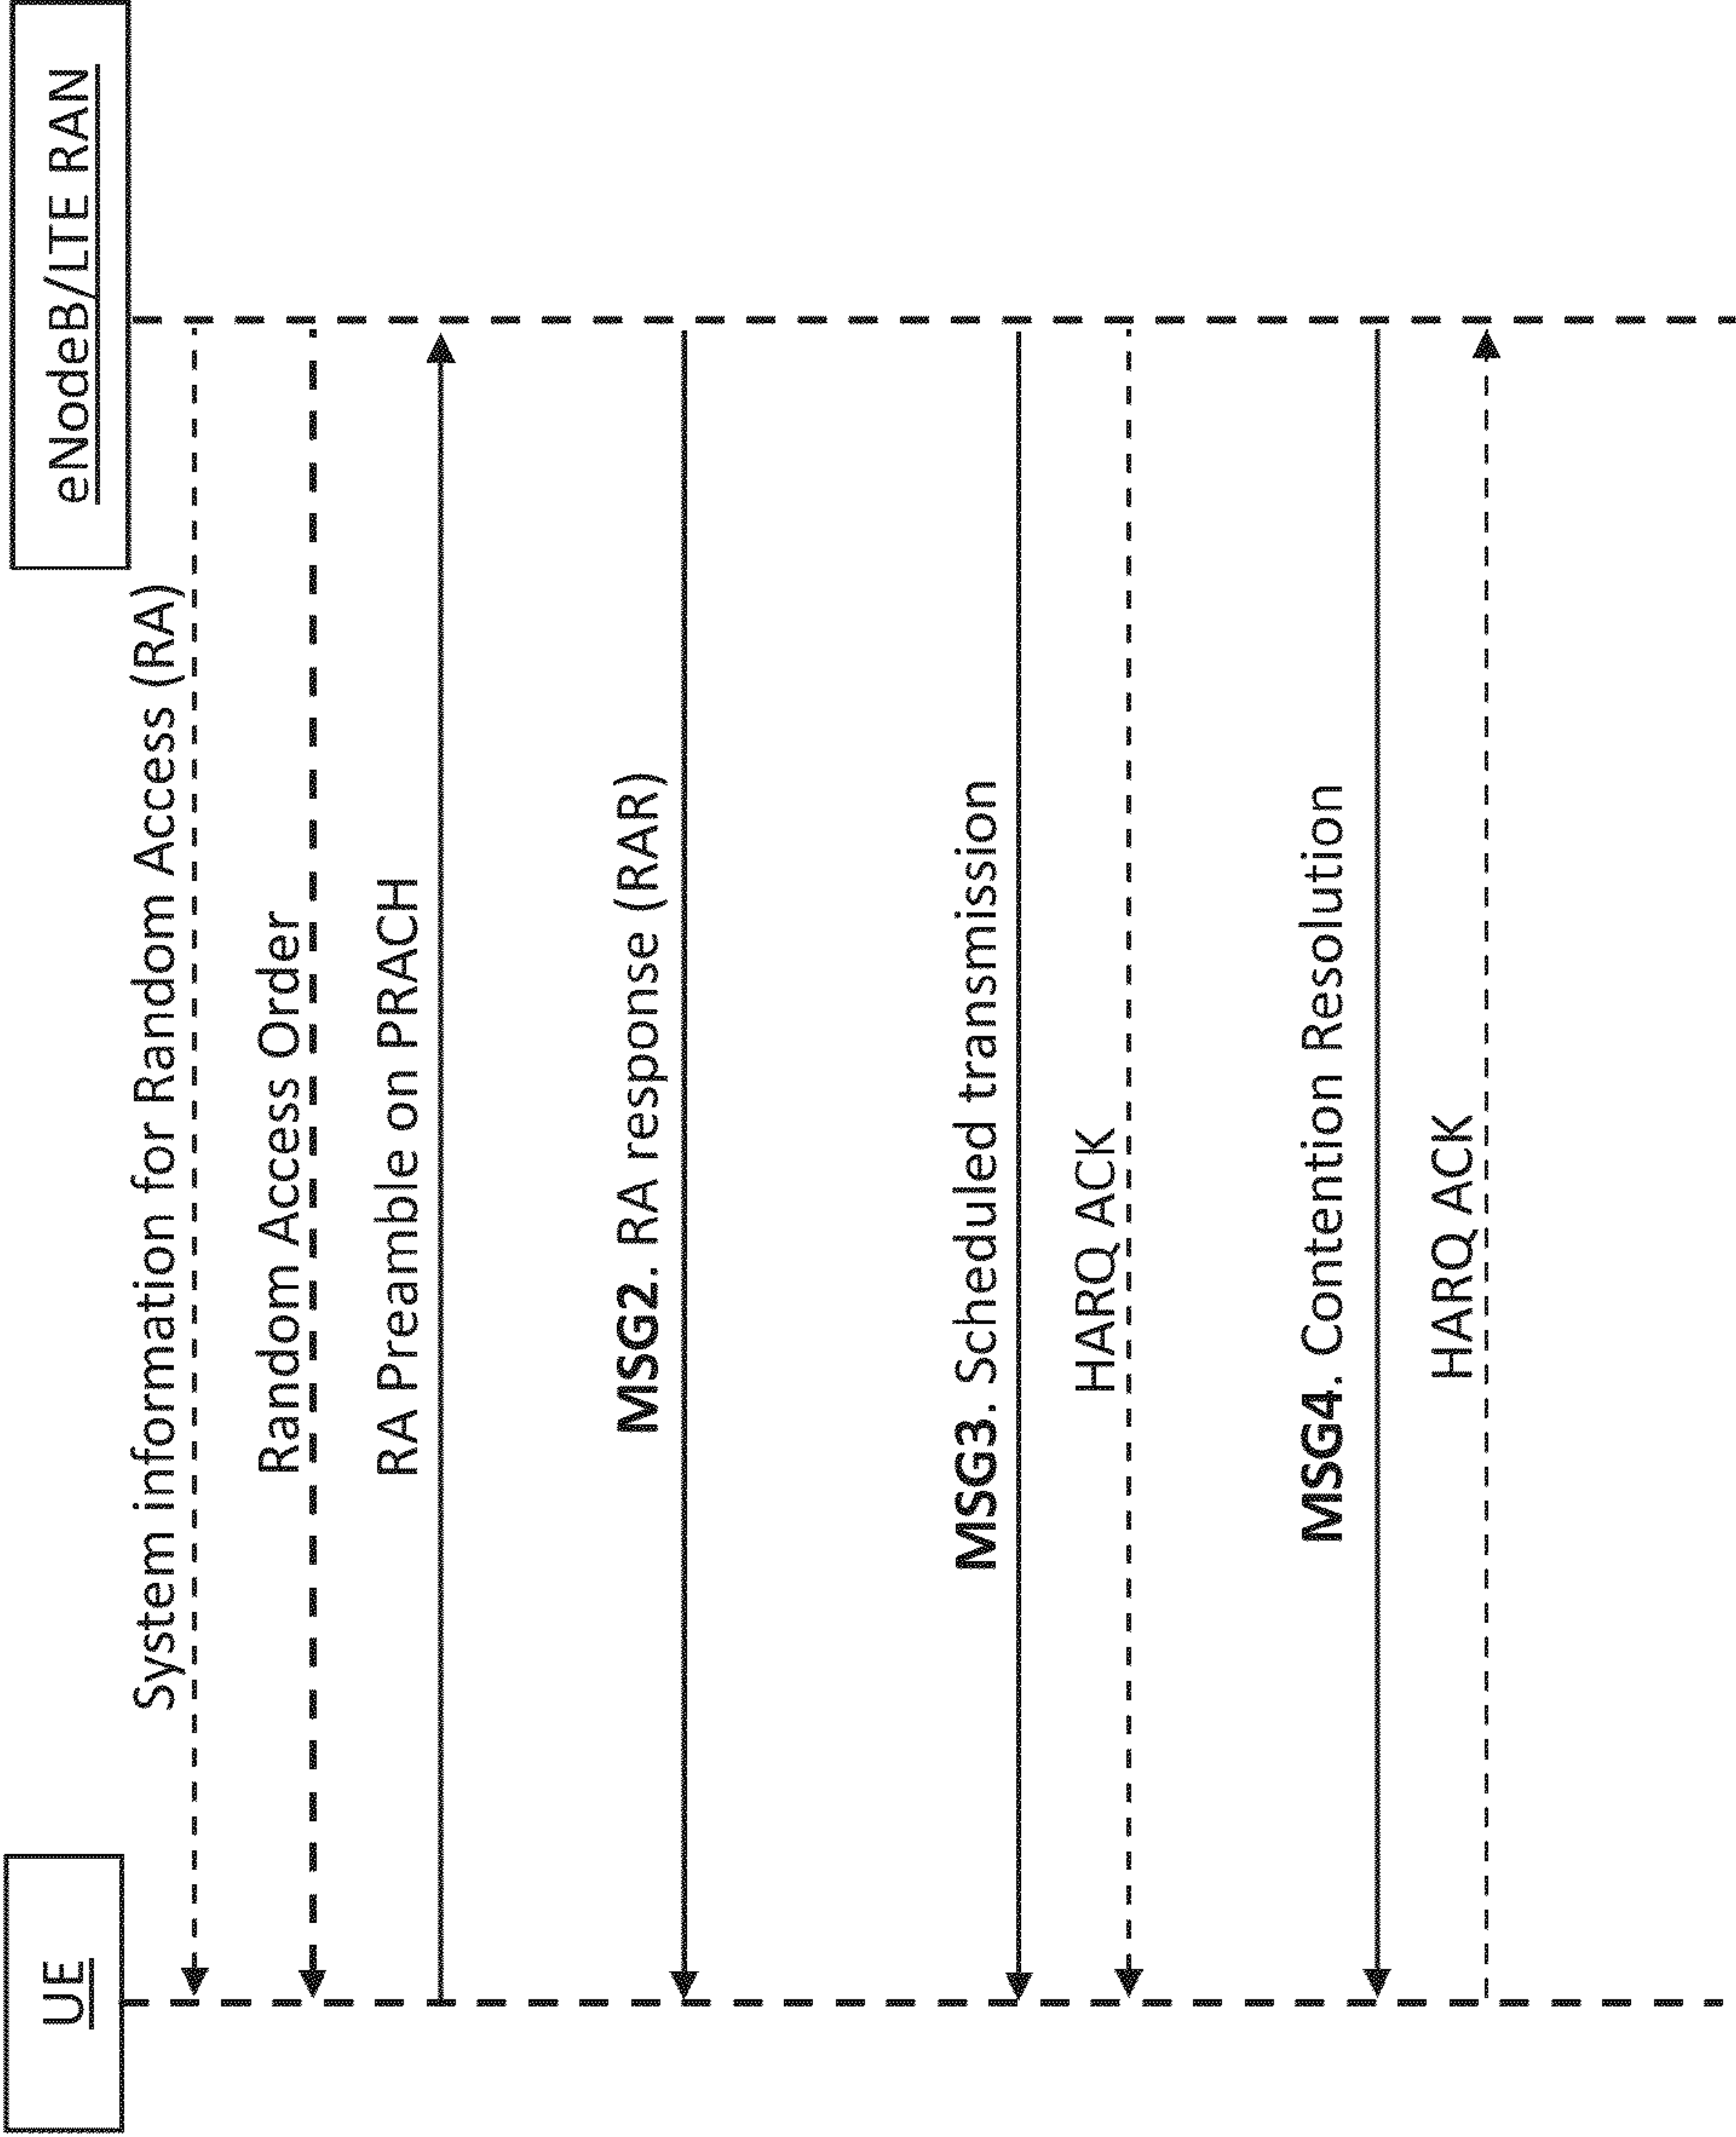 UE
eNodeB/LTE RAN
System information for Random Access (RA)
Random Access Order
RA Preamble on PRACH
MSG2. RA response (RAR)
MSG3. Scheduled transmission
HARQ ACK
MSG4. Contention Resolution
HARQ ACK